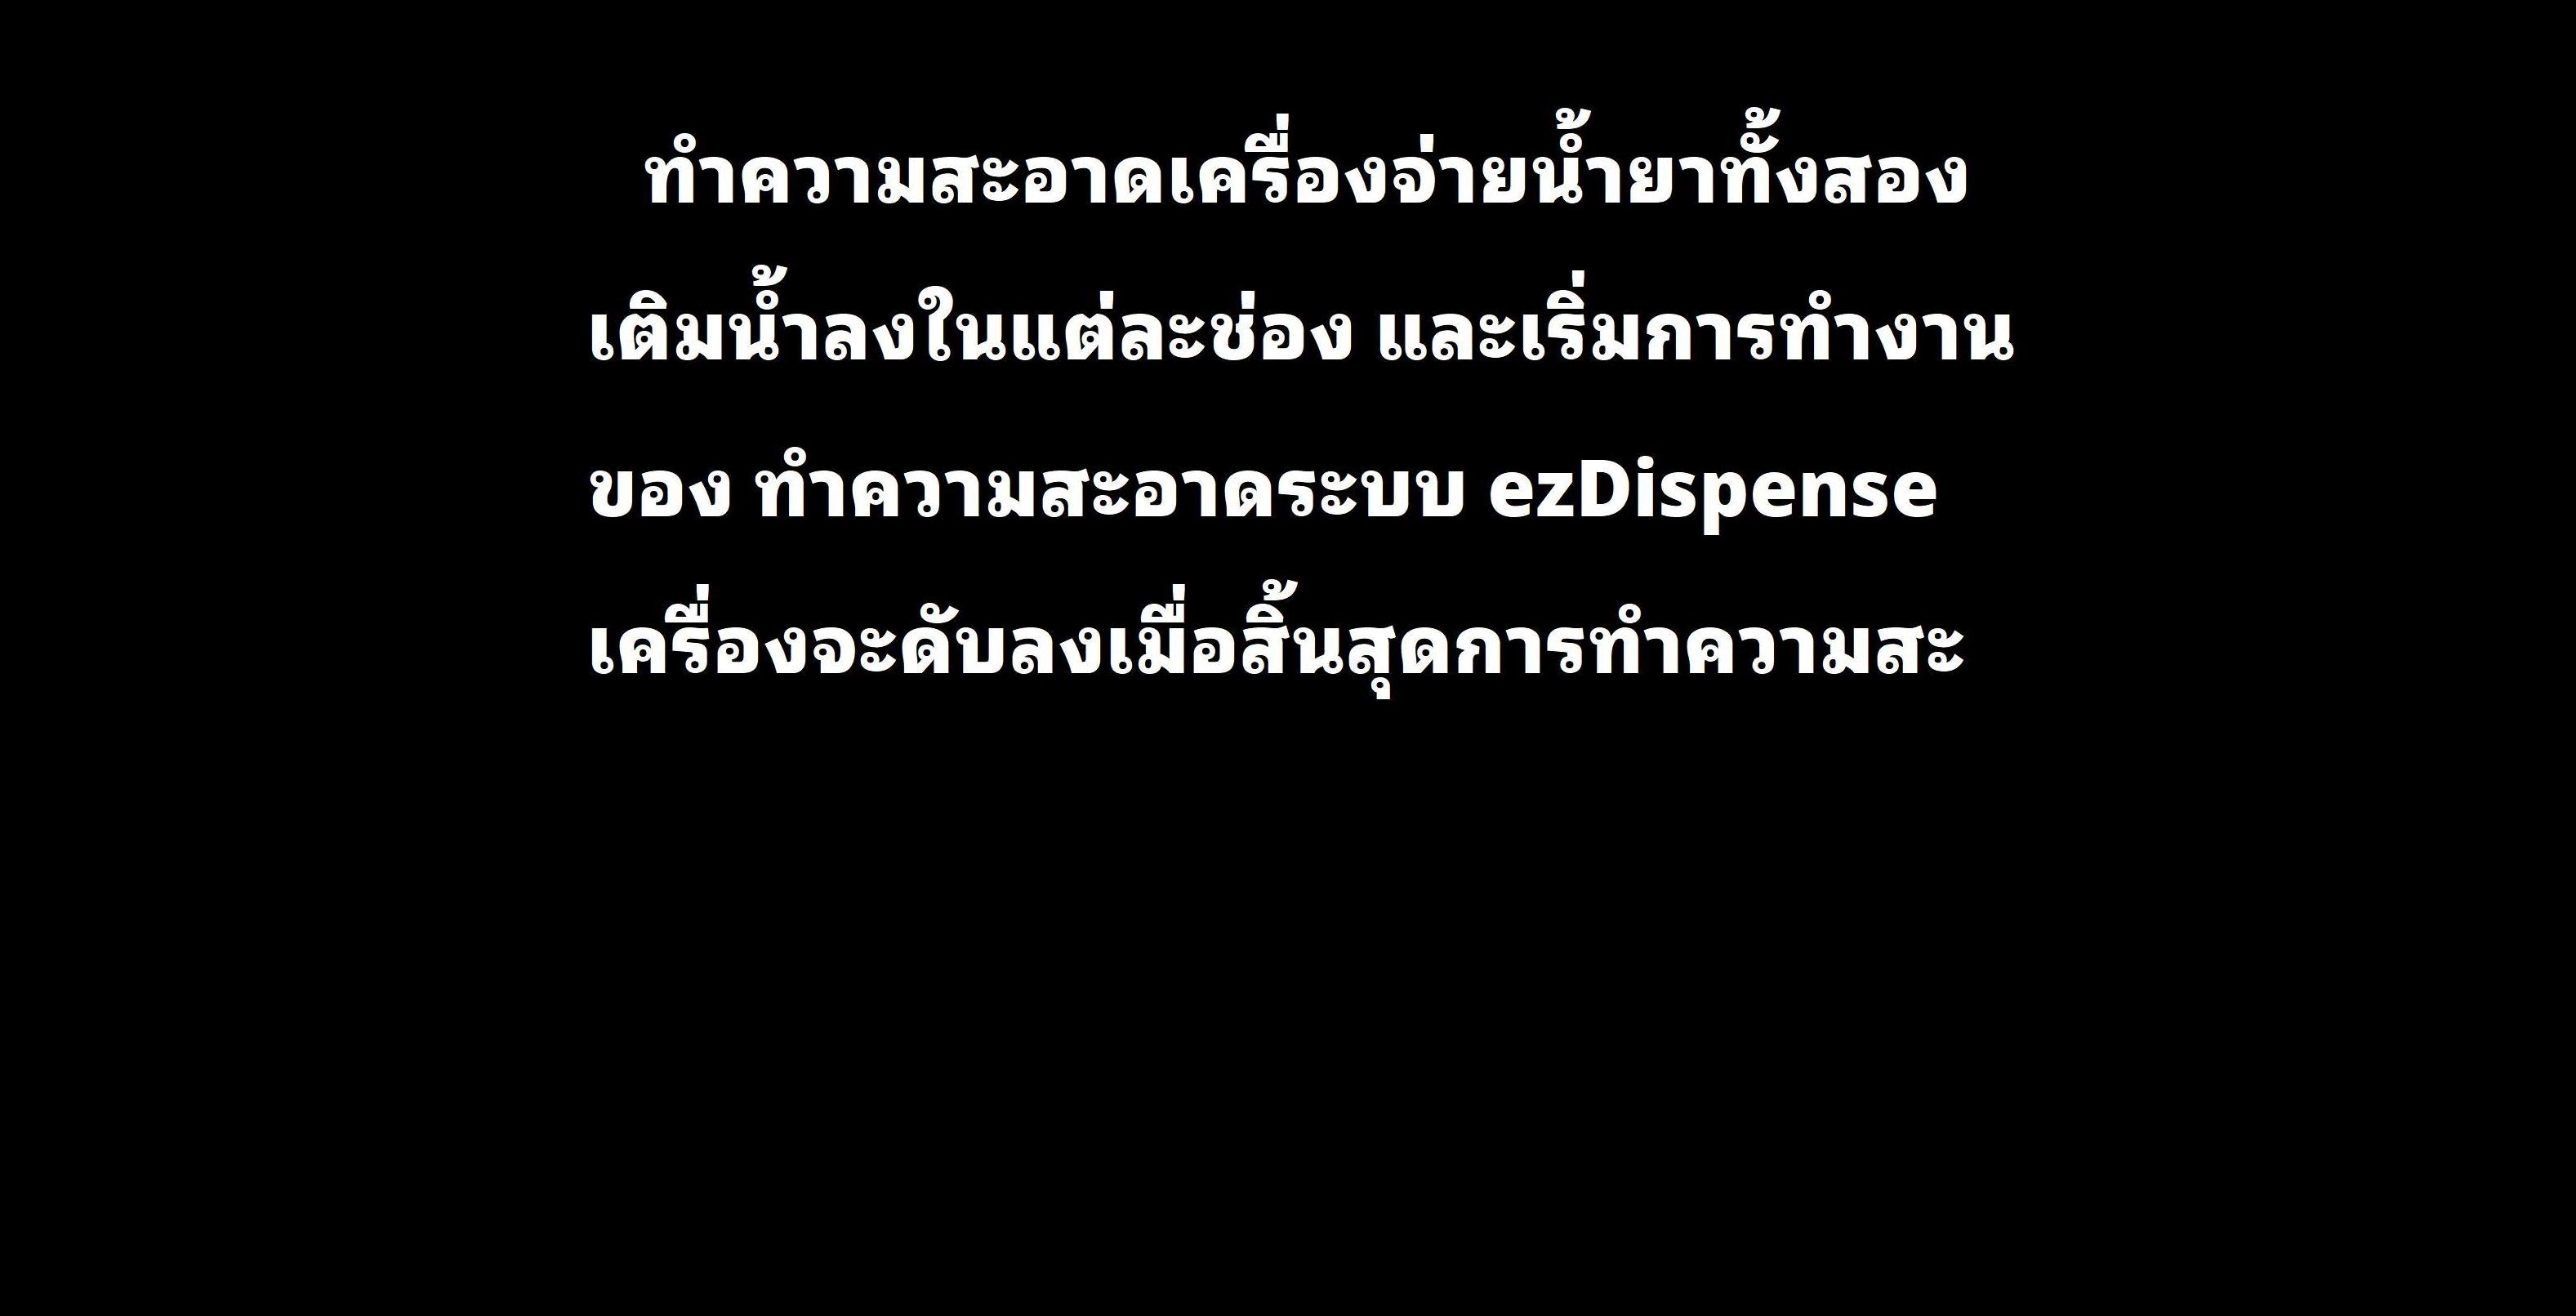 ทำความสะอาดเครื่องจ่ายน้ำยาทั้งสอง
เติมน้ำลงในแต่ละช่อง และเริ่มการทำงาน
ของ ทำความสะอาดระบบ ezDispense
เครื่องจะดับลงเมื่อสิ้นสุดการทำความสะ